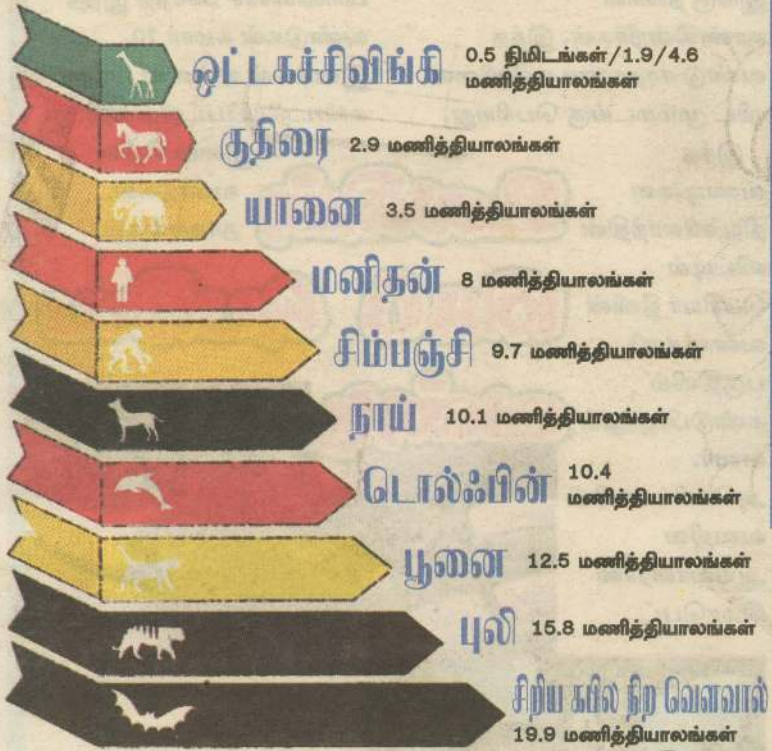 ஒட்டகச்சிவிங்கி 0.5 நிமிடங்கள்/1.9/4.6
மணித்தியாலங்கள்
குதிரை 2.9 மணித்தியாலங்கள்
யானை 3.5 மணித்தியாலங்கள்
மனிதன் 8 மணித்தியாலங்கள்
சிம்பஞ்சி 9.7 மணித்தியாலங்கள்
நாய் 10.1 மணித்தியாலங்கள்
டொல்ஃபின் 10.4
மணித்தியாலங்கள்
பூனை 12.5 மணித்தியாலங்கள்
புலி 15.8 மணித்தியாலங்கள்
சிறிய கபில நிற வெளவால்
19.9 மணித்தியாலங்கள்